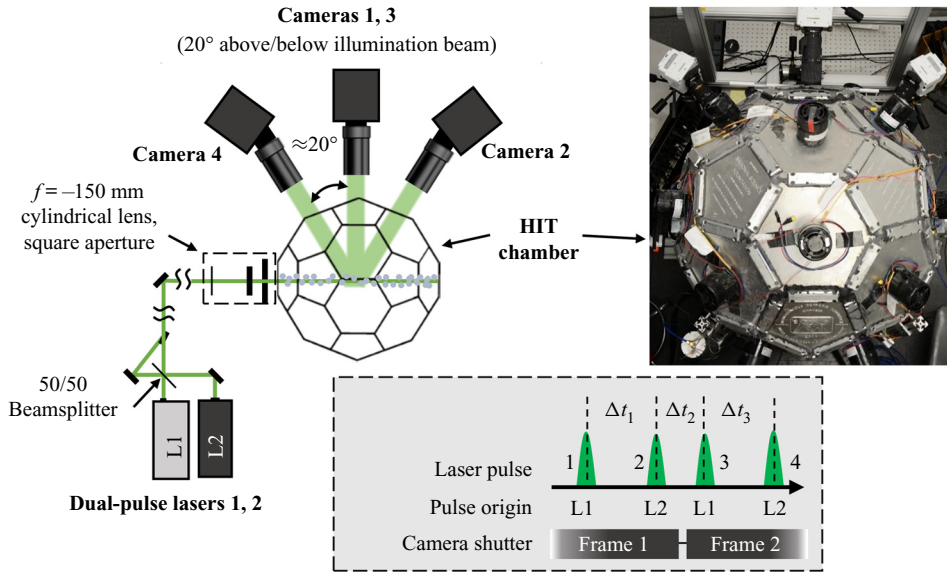 Cameras 1, 3
(20° above/below illumination beam)
Camera 4
≈20°
Camera 2
f = –150 mm
cylindrical lens,
square aperture
HIT
chamber
50/50
Beamsplitter
L1
L2
Dual-pulse lasers 1, 2
Δt1
Δt2
Δt3
Laser pulse
1
2
3
4
Pulse origin
L1
L2
L1
L2
Camera shutter
Frame 1
Frame 2